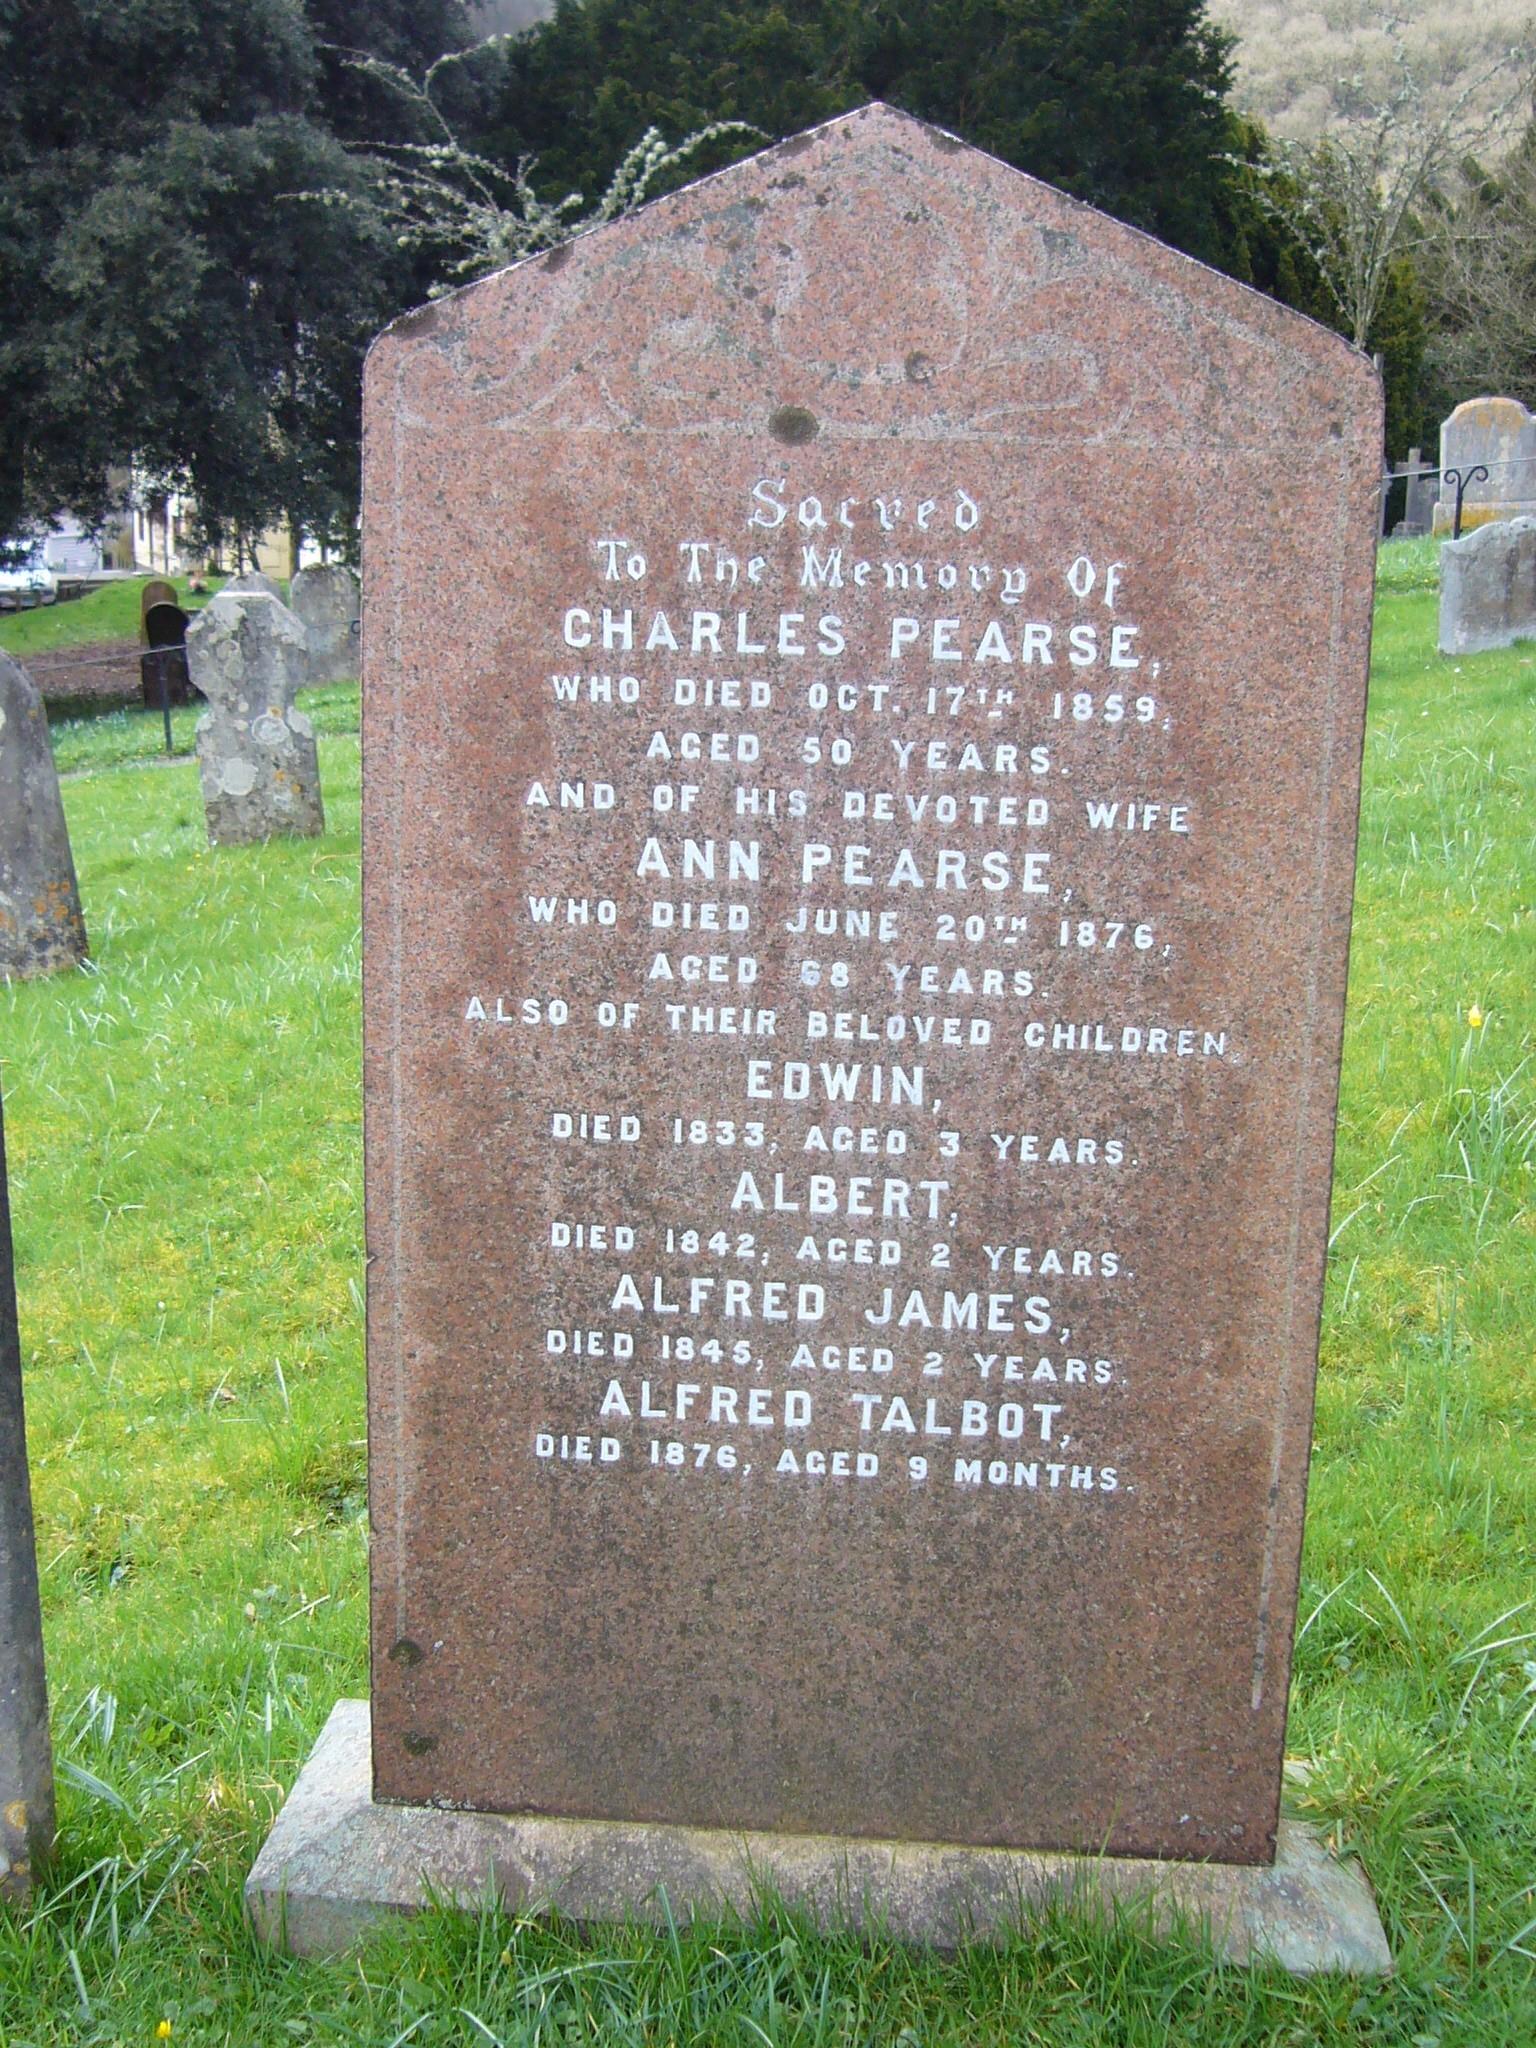 Sacred
To The Memory Of
CHARLES PEARSE,
WHO DIED OCT. 17TH 1859,
AGED 50 YEARS.
AND OF HIS DEVOTED WIFE
ANN PEARSE,
WHO DIED JUNE 20TH 1876,
AGED 68 YEARS.
ALSO OF THEIR BELOVED CHILDREN,
EDWIN,
DIED 1833, AGED 3 YEARS.
ALBERT,
DIED 1842, AGED 2 YEARS.
ALFRED JAMES,
DIED 1845, AGED 2 YEARS.
ALFRED TALBOT,
DIED 1876, AGED 9 MONTHS.